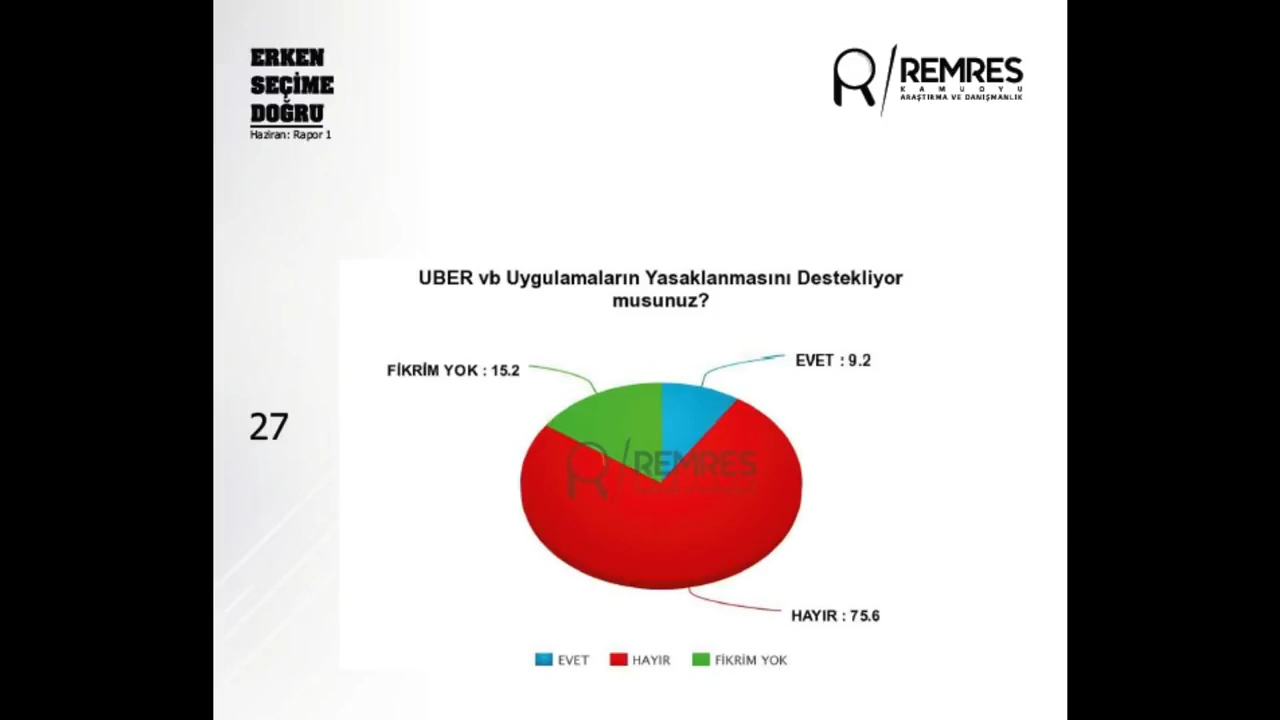 ERKEN
SEÇİME
DOĞRU
Haziran: Rapor 1
REMRES
KAMUOYU
ARAŞTIRMA VE DANIŞMANLIK
UBER vb Uygulamaların Yasaklanmasını Destekliyor
musunuz?
EVET : 9.2
FİKRİM YOK : 15.2
27
REMRES
HAYIR : 75.6
EVET HAYIR FİKRİM YOK